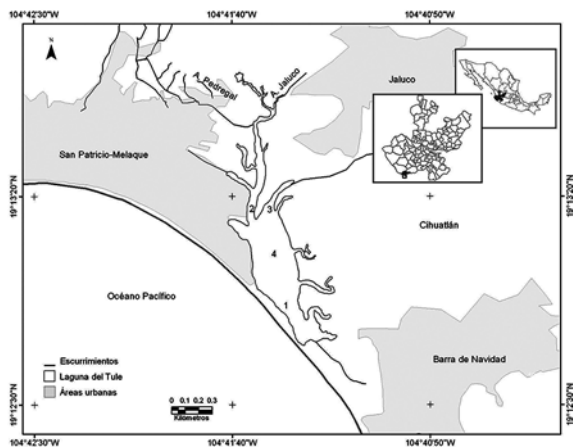 104°42'30"W
104°41'40"W
104°40'50"W
N
A. Pedregal
A. Jaluco
Jaluco
San Patricio-Melaque
19°13'20"N
19°13'20"N
2
3
Cihuatlán
4
Océano Pacífico
1
Escurrimientos
Laguna del Tule
Áreas urbanas
Barra de Navidad
0 0.1 0.2 0.3
Kilómetros
19°12'30"N
19°12'30"N
104°42'30"W
104°41'40"W
104°40'50"W